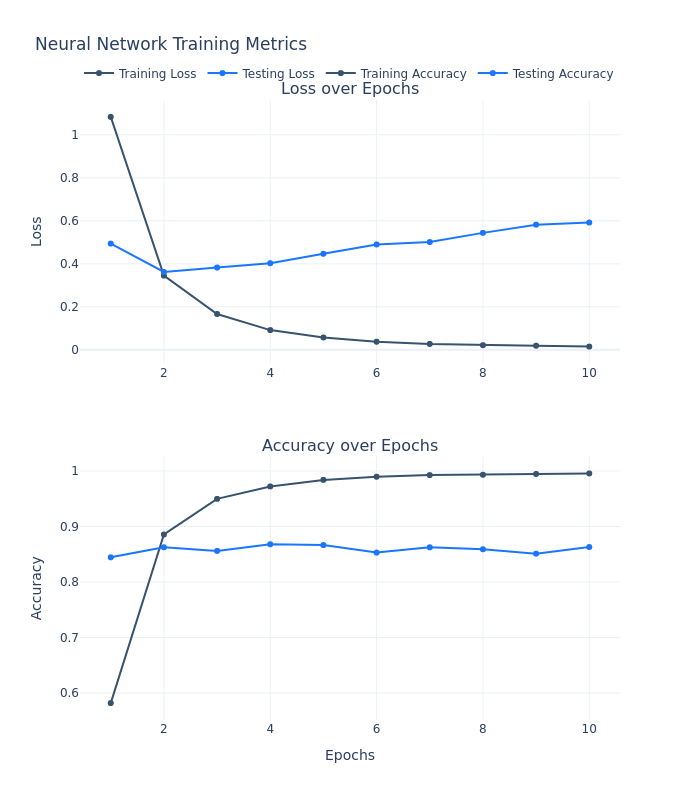 Neural Network Training Metrics
Training Loss Testing Loss Training Accuracy Testing Accuracy
Loss over Epochs
1
0.8
0.6
0.4
0.2
0
Loss
2 4 6 8 10
Accuracy over Epochs
1
0.9
0.8
0.7
0.6
Accuracy
2 4 6 8 10
Epochs